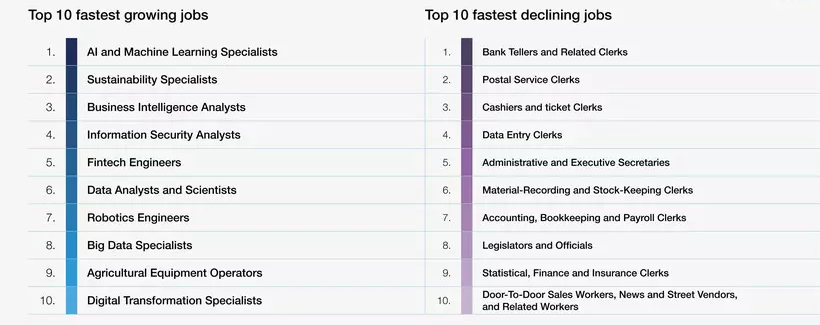 Top 10 fastest growing jobs
1. AI and Machine Learning Specialists
2. Sustainability Specialists
3. Business Intelligence Analysts
4. Information Security Analysts
5. Fintech Engineers
6. Data Analysts and Scientists
7. Robotics Engineers
8. Big Data Specialists
9. Agricultural Equipment Operators
10. Digital Transformation Specialists
Top 10 fastest declining jobs
1. Bank Tellers and Related Clerks
2. Postal Service Clerks
3. Cashiers and ticket Clerks
4. Data Entry Clerks
5. Administrative and Executive Secretaries
6. Material-Recording and Stock-Keeping Clerks
7. Accounting, Bookkeeping and Payroll Clerks
8. Legislators and Officials
9. Statistical, Finance and Insurance Clerks
10. Door-To-Door Sales Workers, News and Street Vendors,
and Related Workers